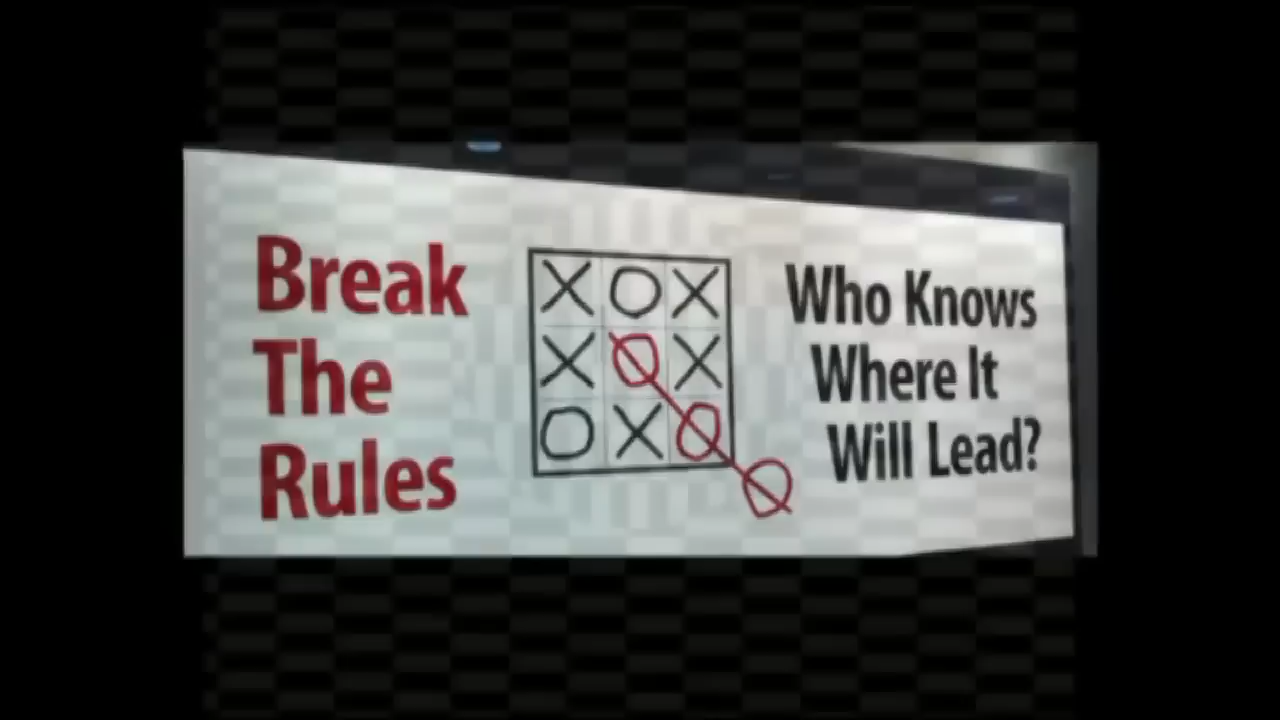 Break
The
Rules
X O X
X O X
O X O
O
Who Knows
Where It
Will Lead?